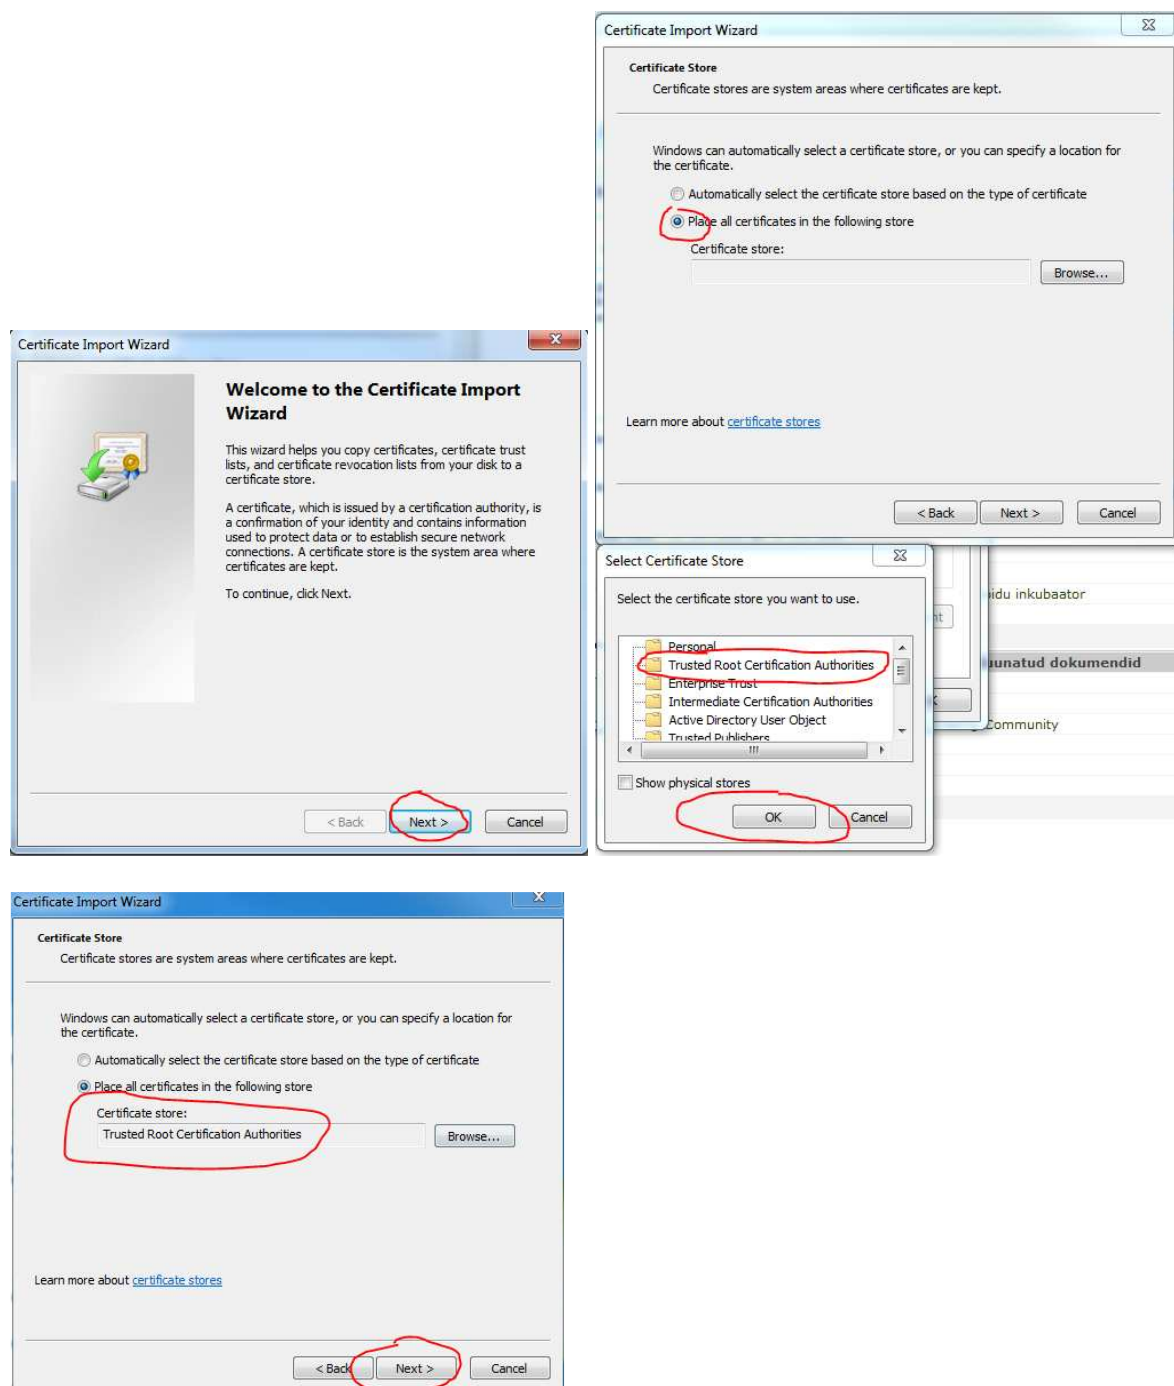 Certificate Import Wizard
Certificate Store
Certificate stores are system areas where certificates are kept.
Windows can automatically select a certificate store, or you can specify a location for
the certificate.
Automatically select the certificate store based on the type of certificate
Place all certificates in the following store
Certificate store:
Browse...
Learn more about certificate stores
< Back Next > Cancel
Certificate Import Wizard
Welcome to the Certificate Import
Wizard
This wizard helps you copy certificates, certificate trust
lists, and certificate revocation lists from your disk to a
certificate store.
A certificate, which is issued by a certification authority, is
a confirmation of your identity and contains information
used to protect data or to establish secure network
connections. A certificate store is the system area where
certificates are kept.
To continue, click Next.
< Back Next > Cancel
Select Certificate Store
Select the certificate store you want to use.
Personal
Trusted Root Certification Authorities
Enterprise Trust
Intermediate Certification Authorities
Active Directory User Object
Trusted Publishers
Show physical stores
OK Cancel
inkubaator
dokumendid
Community
Certificate Import Wizard
Certificate Store
Certificate stores are system areas where certificates are kept.
Windows can automatically select a certificate store, or you can specify a location for
the certificate.
Automatically select the certificate store based on the type of certificate
Place all certificates in the following store
Certificate store:
Trusted Root Certification Authorities
Browse...
Learn more about certificate stores
< Back Next > Cancel